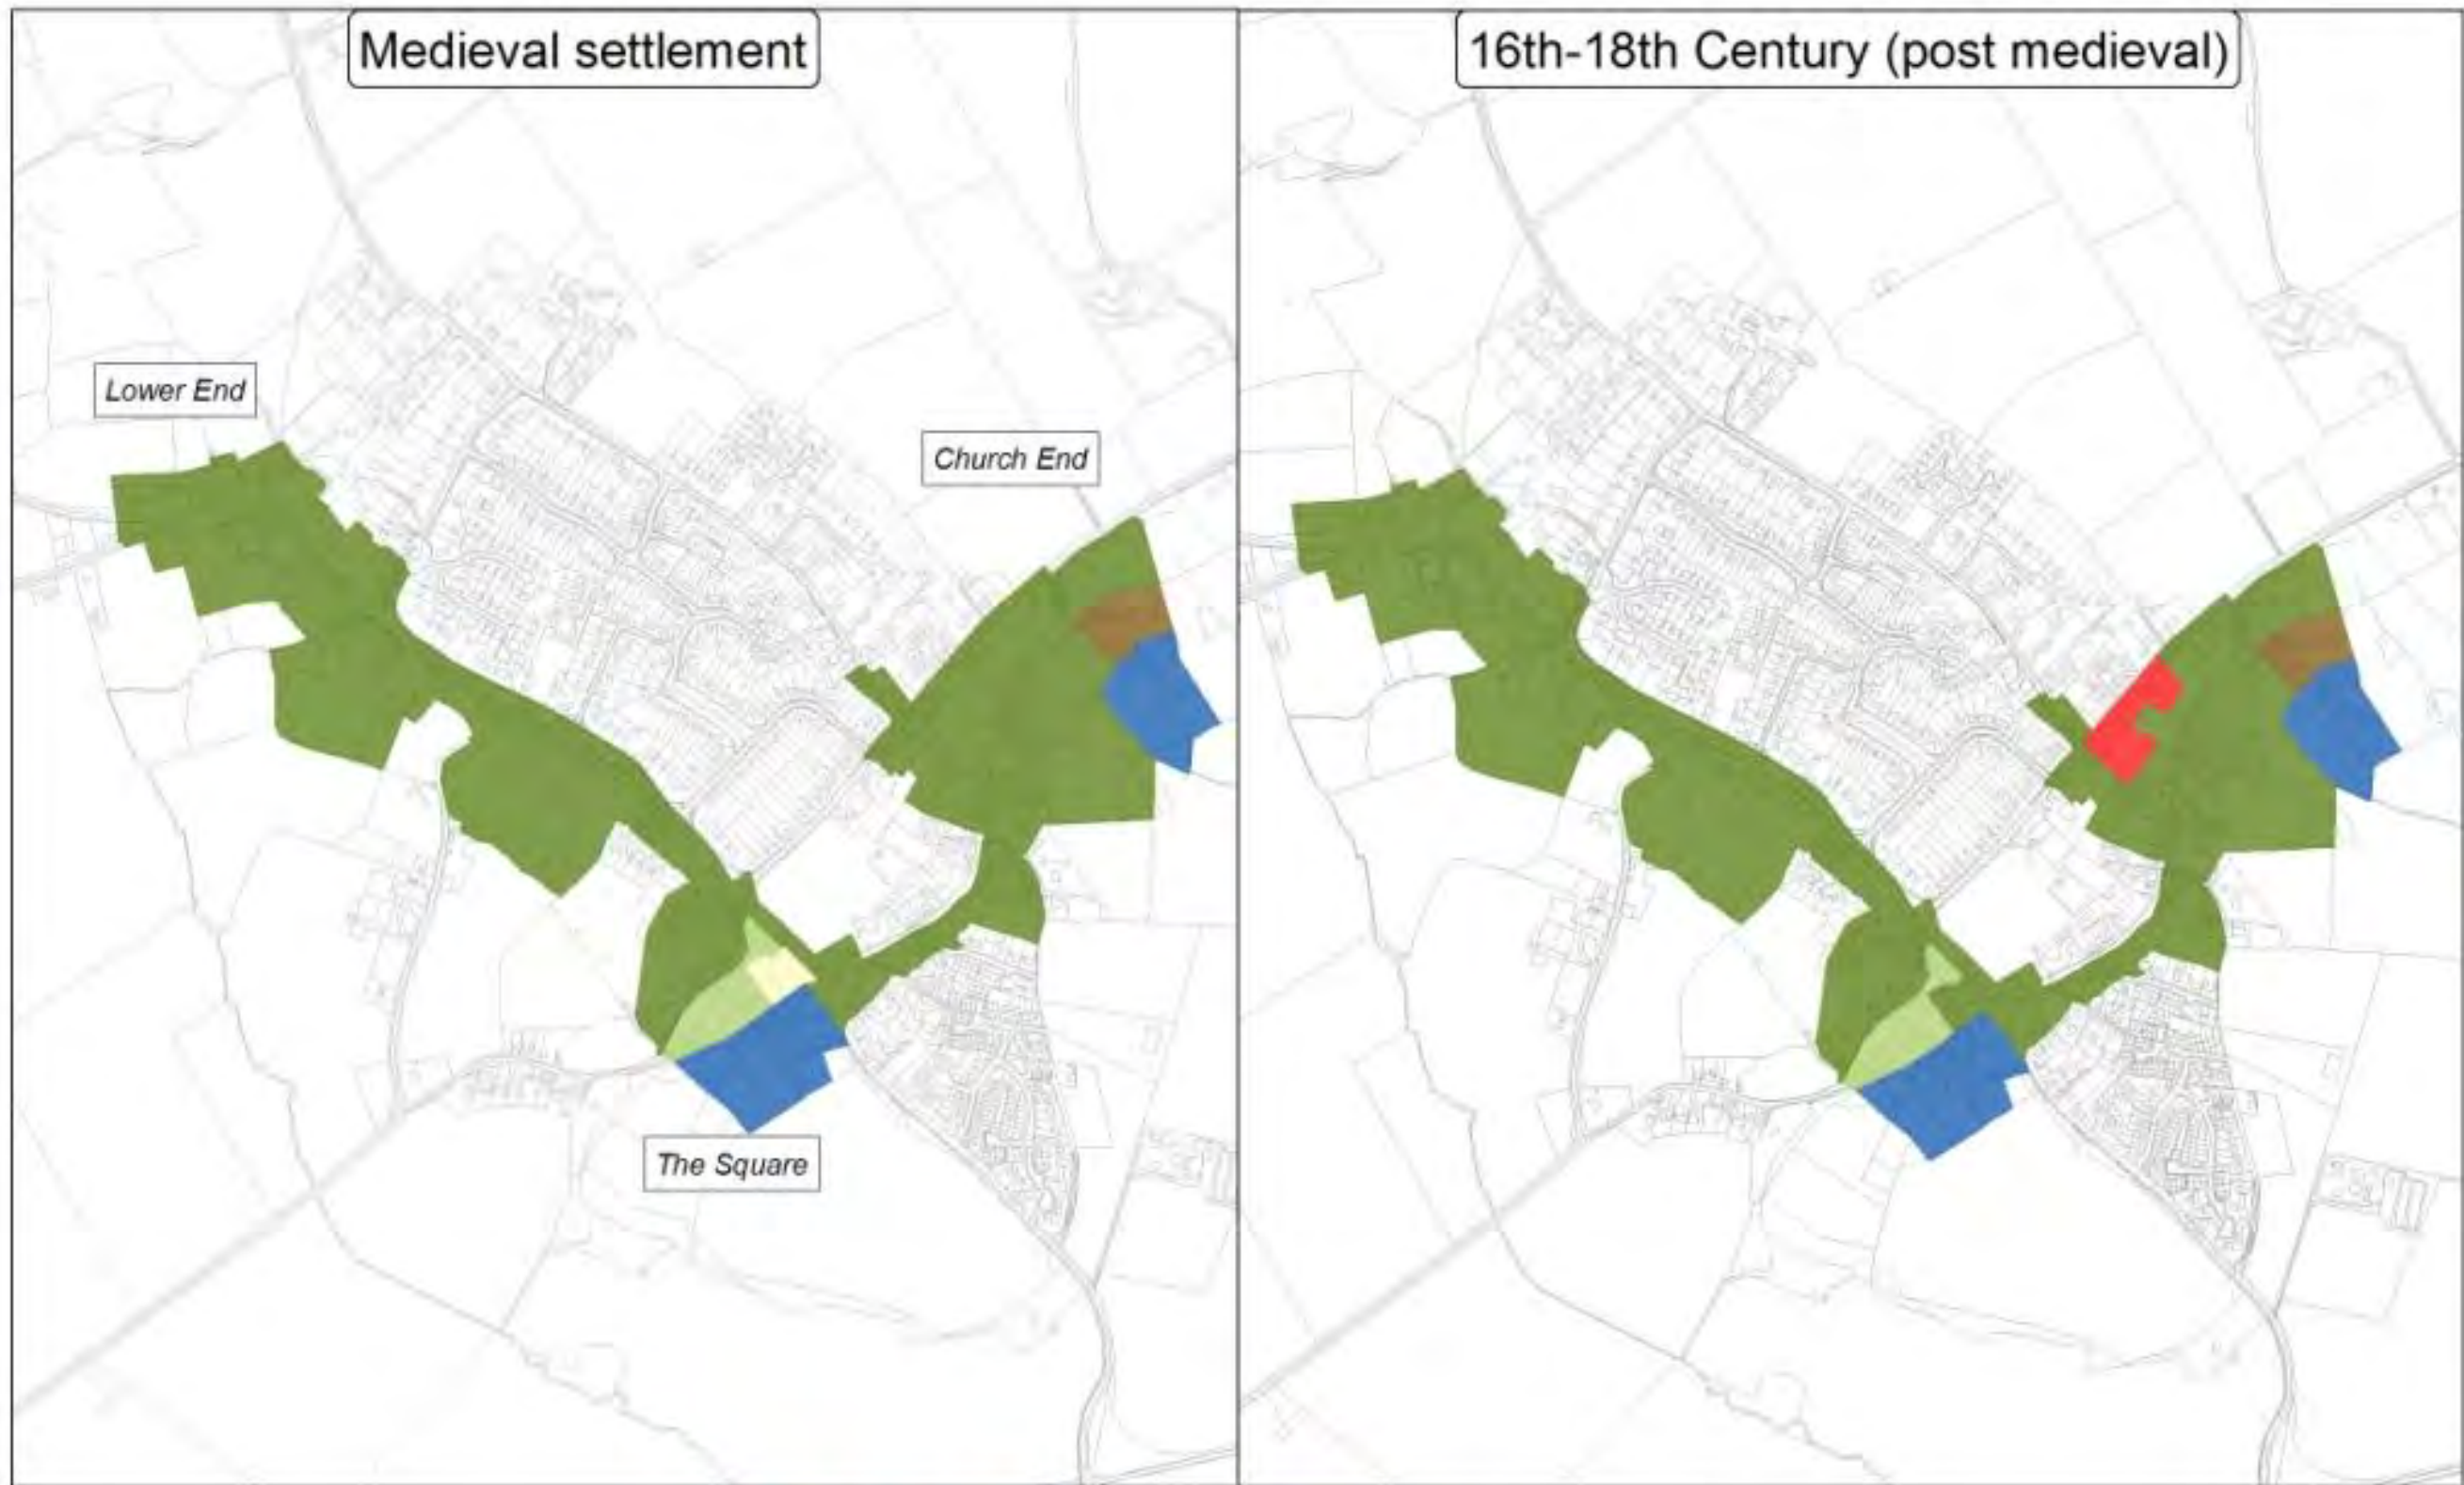 Medieval settlement
16th-18th Century (post medieval)
Lower End
Church End
The Square